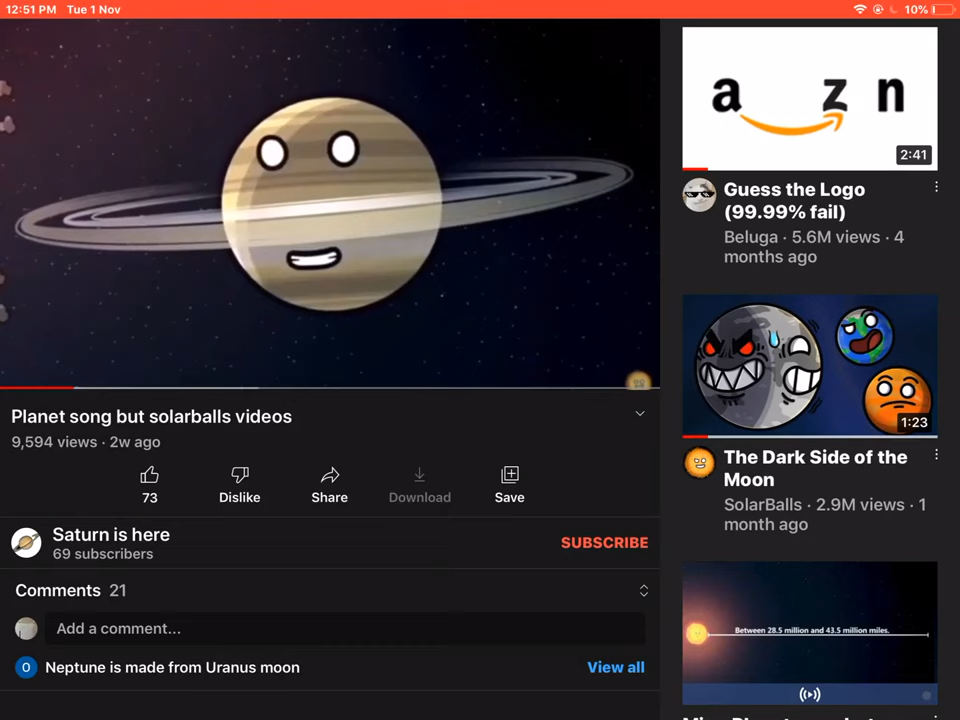 12:51 PM Tue 1 Nov
10%
Planet song but solarballs videos
9,594 views · 2w ago
73
Dislike
Share
Download
Save
Saturn is here
69 subscribers
SUBSCRIBE
Comments 21
Add a comment...
O
Neptune is made from Uranus moon
View all
a z n
2:41
Guess the Logo
(99.99% fail)
Beluga · 5.6M views · 4
months ago
1:23
The Dark Side of the
Moon
SolarBalls · 2.9M views · 1
month ago
Between 28.5 million and 43.5 million miles.